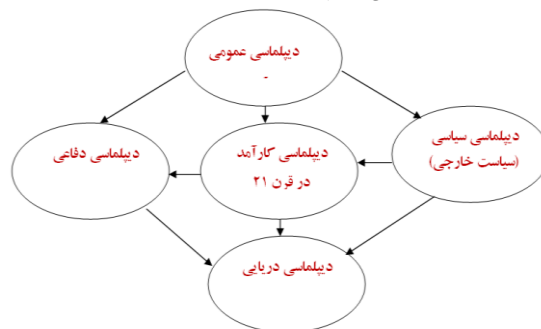 دیپلماسی عمومی
-
دیپلماسی سیاسی
(سیاست خارجی)
دیپلماسی کارآمد
در قرن ۲۱
دیپلماسی دفاعی
دیپلماسی دریایی